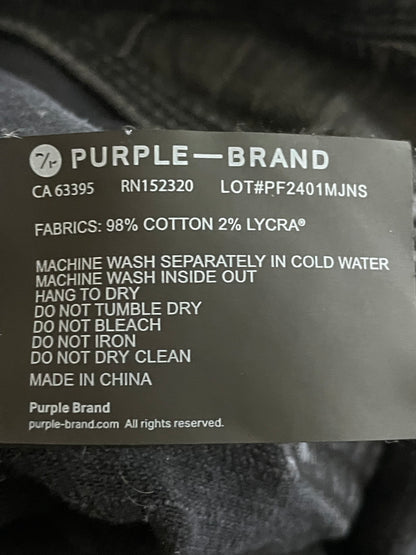 PURPLE—BRAND
CA 63395 RN152320 LOT#PF2401MJNS
FABRICS: 98% COTTON 2% LYCRA®
MACHINE WASH SEPARATELY IN COLD WATER
MACHINE WASH INSIDE OUT
HANG TO DRY
DO NOT TUMBLE DRY
DO NOT BLEACH
DO NOT IRON
DO NOT DRY CLEAN
MADE IN CHINA
Purple Brand
purple-brand.com All rights reserved.